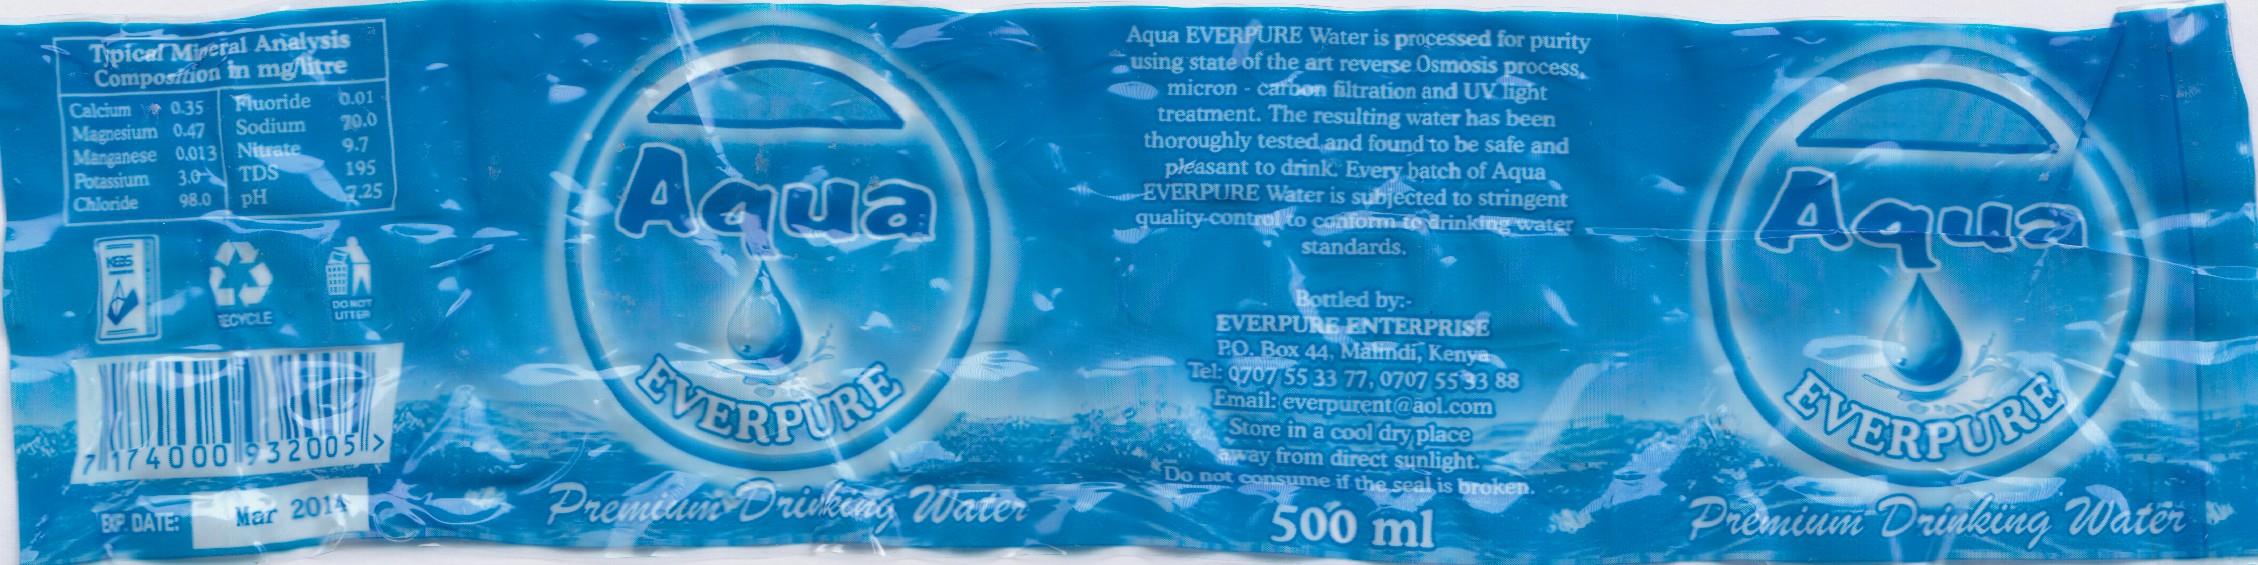 Typical Mineral Analysis
Composition in mg/litre
Calcium 0.35
Magnesium 0.47
Manganese 0.013
Potassium 3.0
Chloride 98.0
Fluoride 0.01
Sodium 70.0
Nitrate 9.7
TDS 195
pH 7.25
KEBS
RECYCLE
DO NOT
LITTER
7 174000 932005 >
EXP. DATE: Mar 2014
Aqua
EVERPURE
Premium Drinking Water
Aqua EVERPURE Water is processed for purity
using state of the art reverse Osmosis process,
micron - carbon filtration and UV light
treatment. The resulting water has been
thoroughly tested and found to be safe and
pleasant to drink. Every batch of Aqua
EVERPURE Water is subjected to stringent
quality control to conform to drinking water
standards.
Bottled by:-
EVERPURE ENTERPRISE
P.O. Box 44, Malindi, Kenya
Tel: 0707 55 33 77, 0707 55 33 88
Email: everpurent@aol.com
Store in a cool dry place
away from direct sunlight.
Do not consume if the seal is broken.
500 ml
Aqua
EVERPURE
Premium Drinking Water